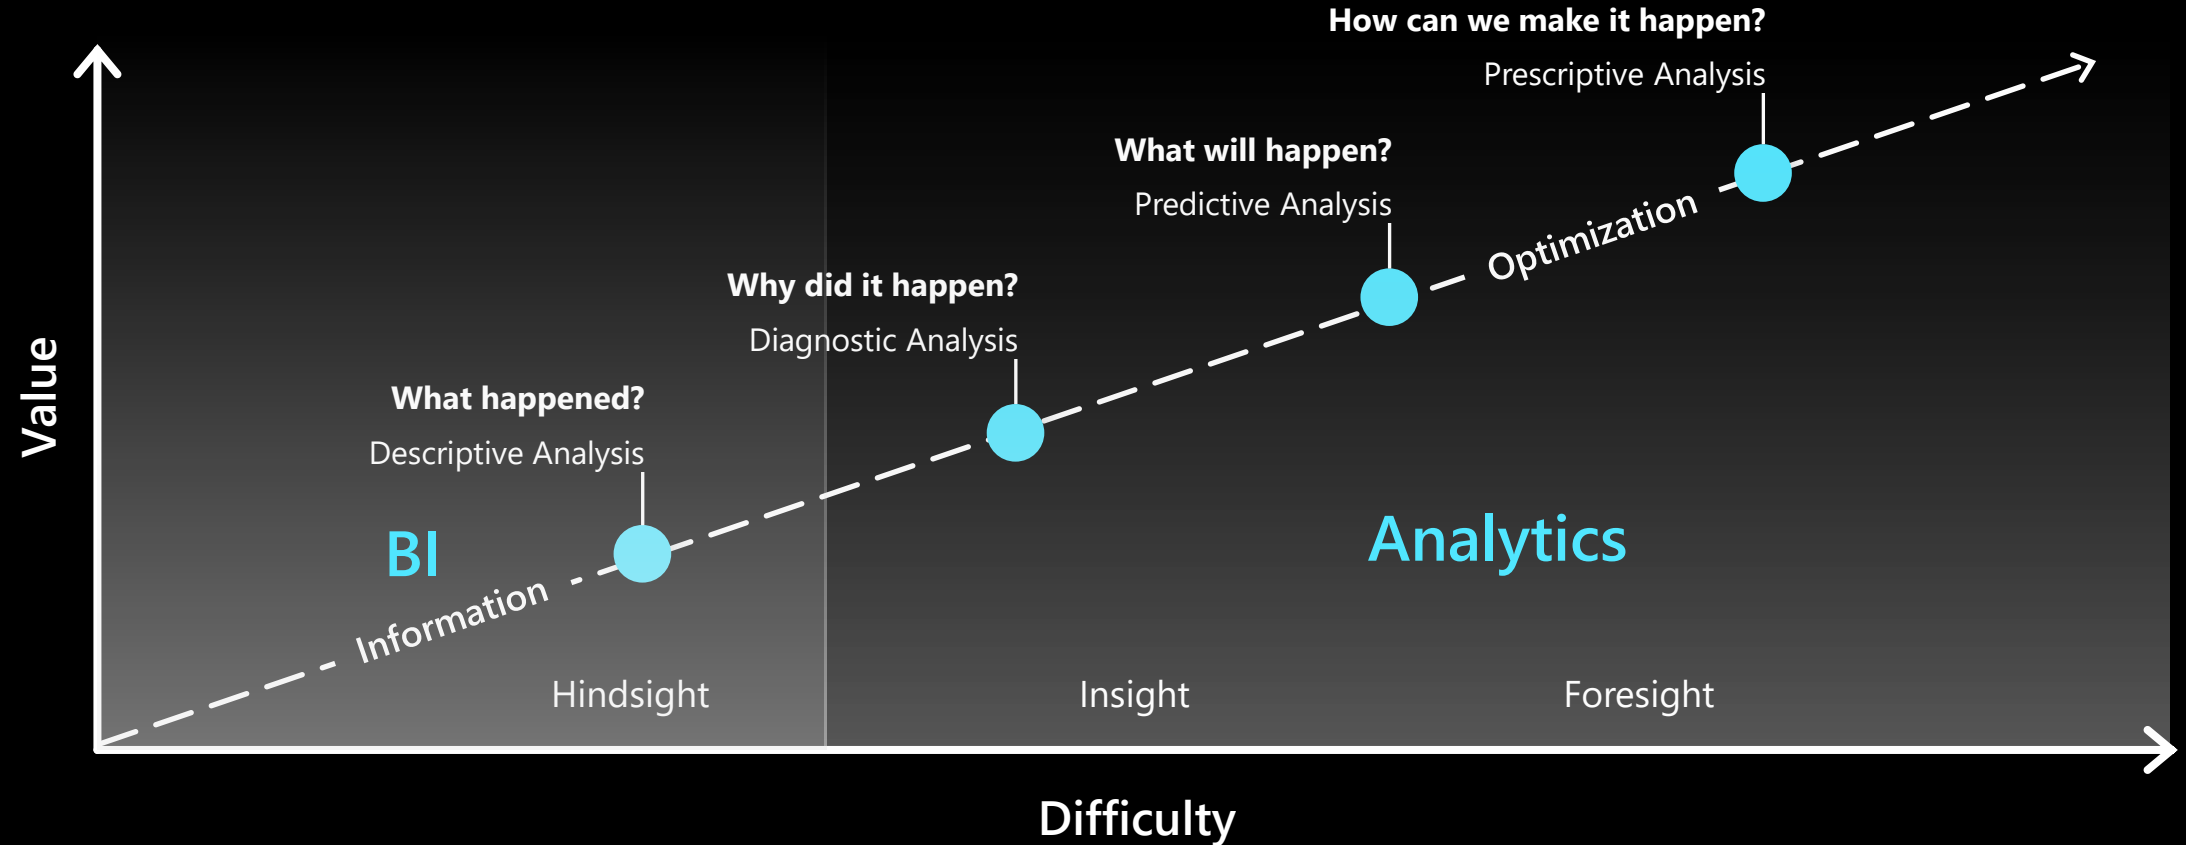 How can we make it happen?
Prescriptive Analysis
What will happen?
Predictive Analysis
Optimization
Why did it happen?
Diagnostic Analysis
Value
What happened?
Descriptive Analysis
BI
Analytics
Information
Hindsight
Insight
Foresight
Difficulty